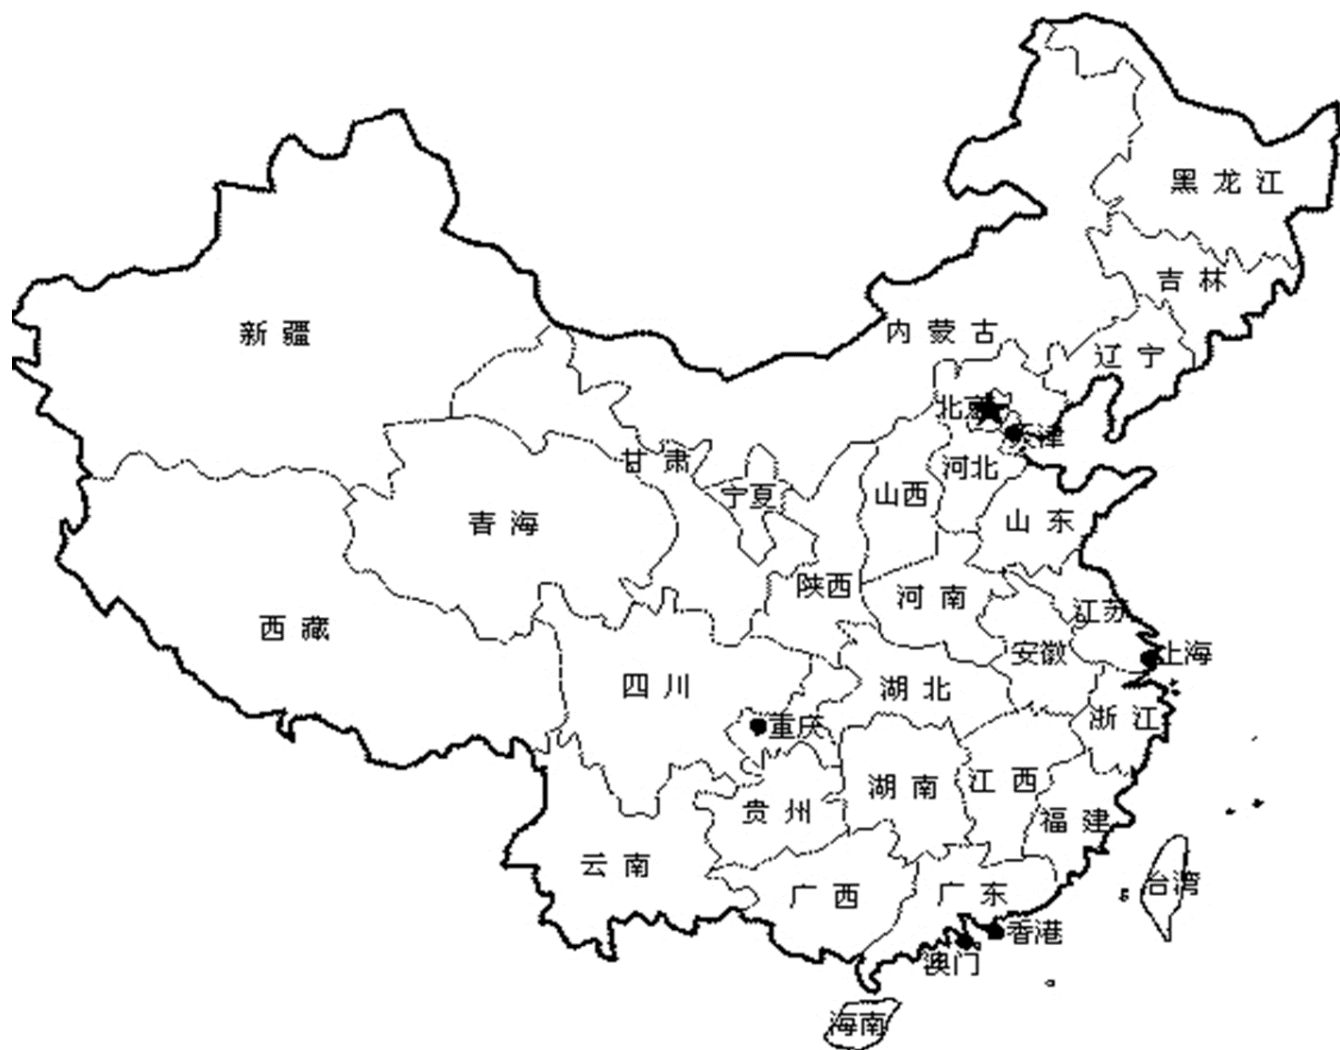 黑龙江
吉林
新疆
内蒙古
辽宁
北京
天津
甘肃
河北
宁夏
山西
山东
青海
陕西
河南
江苏
西藏
安徽
上海
四川
湖北
浙江
重庆
湖南
江西
贵州
福建
云南
台湾
广西
广东
香港
澳门
海南